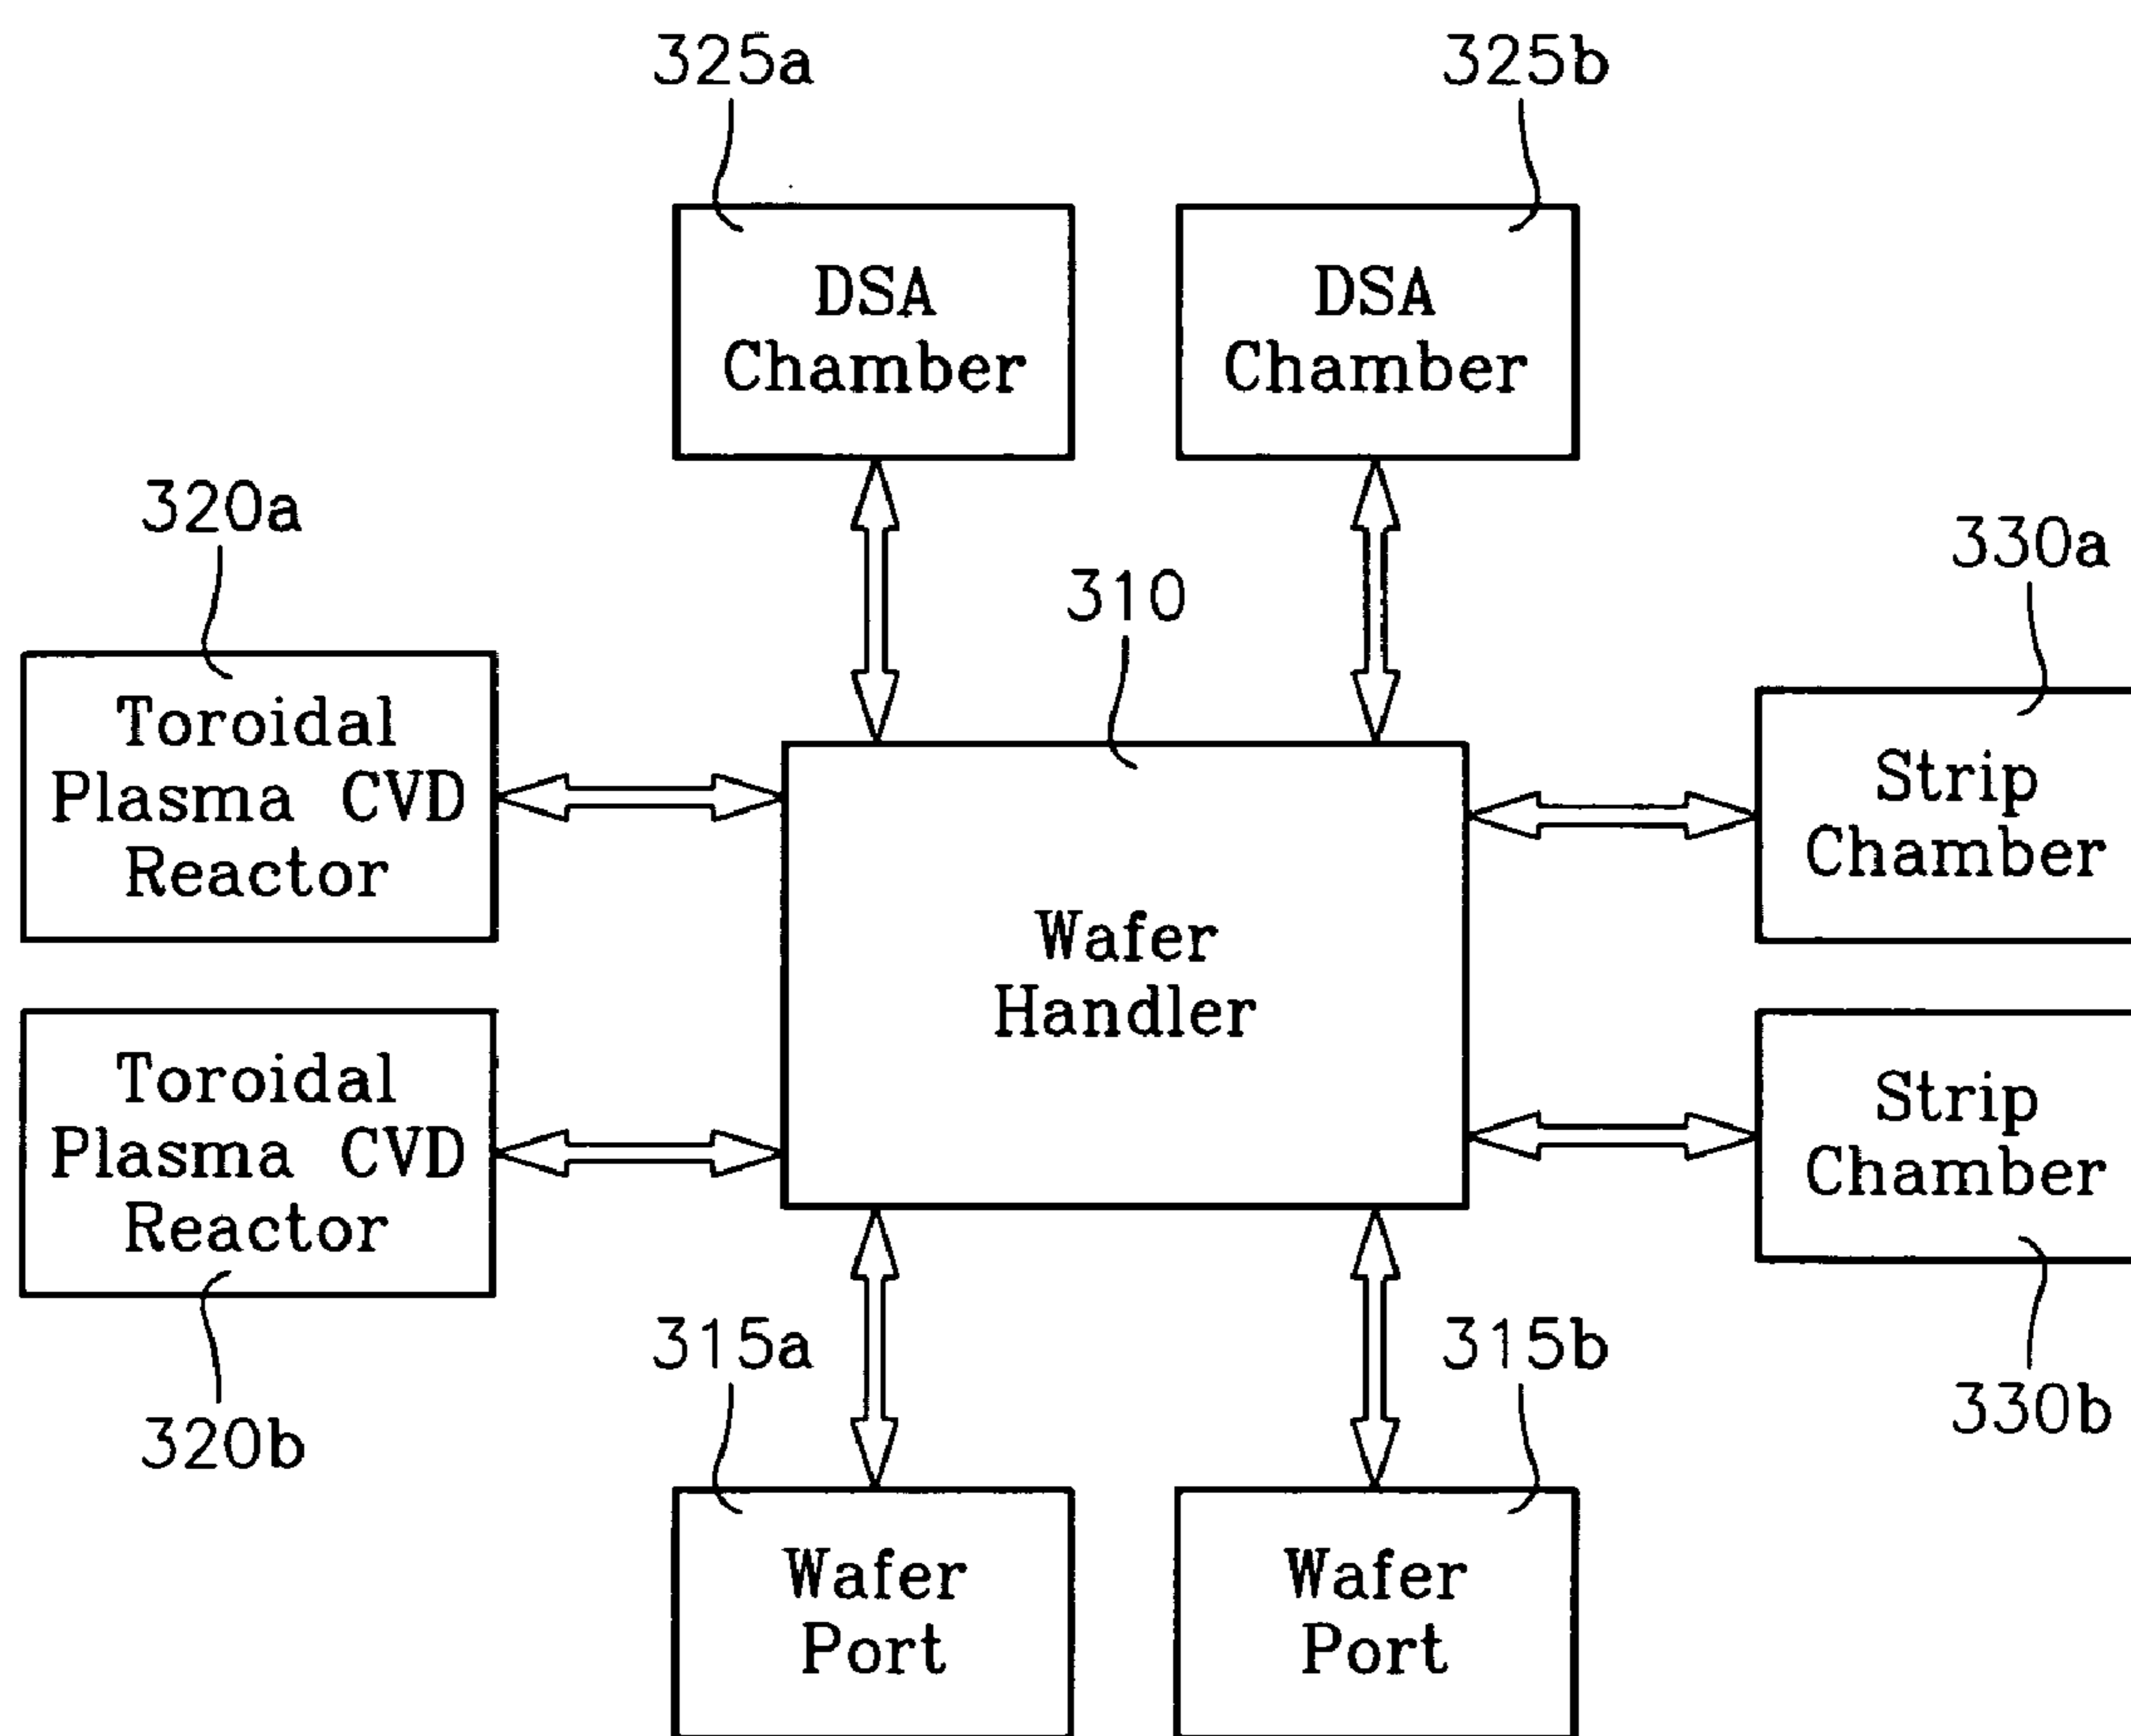 325a
325b
DSA
Chamber
DSA
Chamber
320a
310
330a
Toroidal
Plasma CVD
Reactor
Strip
Chamber
Wafer
Handler
Toroidal
Plasma CVD
Reactor
Strip
Chamber
320b
315a
315b
330b
Wafer
Port
Wafer
Port